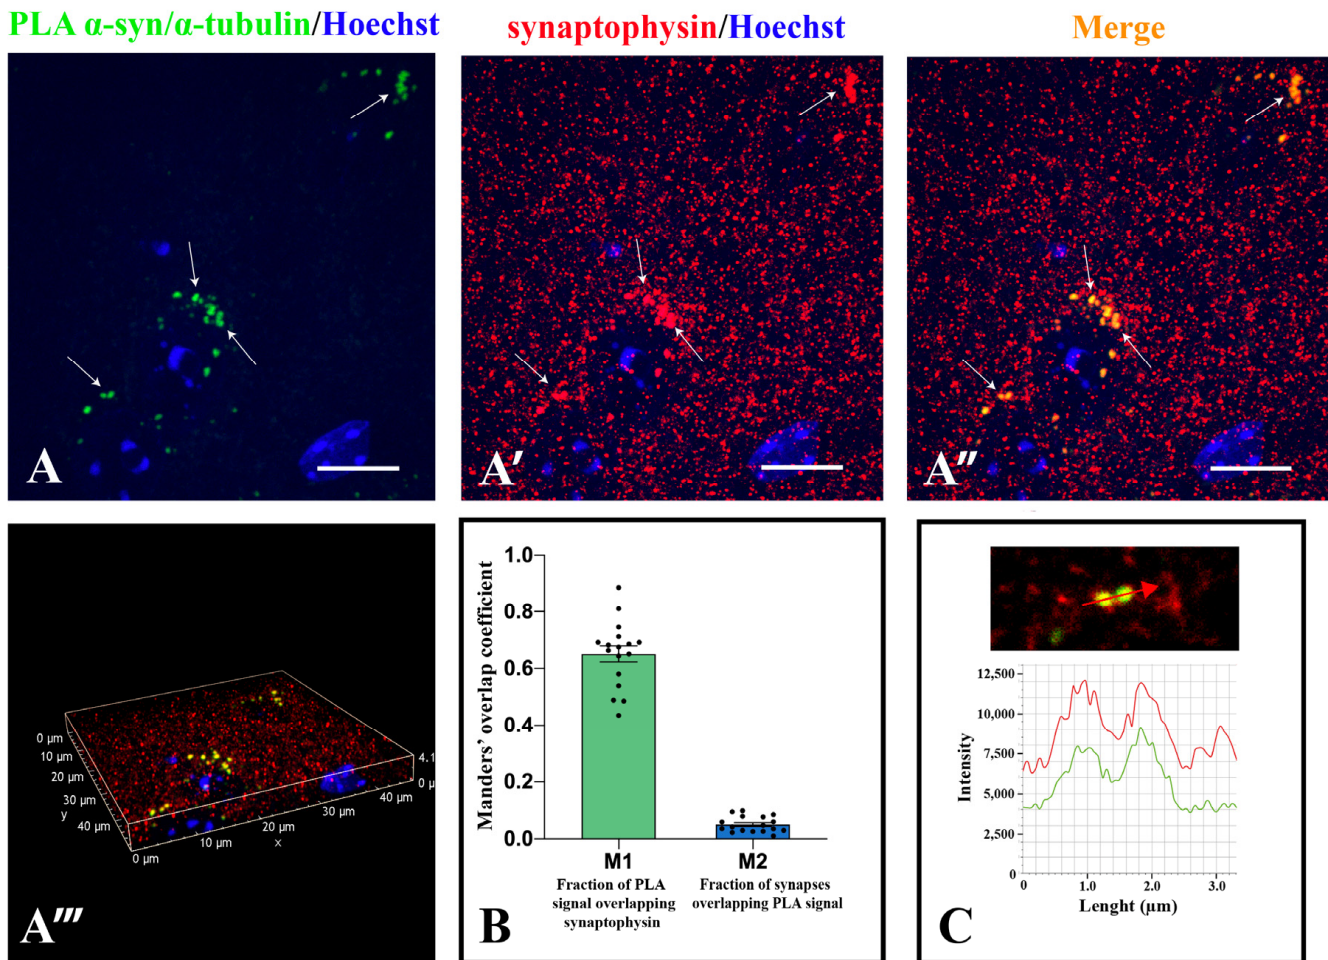 PLA α-syn/α-tubulin/Hoechst
synaptophysin/Hoechst
Merge
A
A′
A″
0 µm
10 µm
20 µm
30 µm
y
40 µm
0 µm
10 µm
20 µm
x
30 µm
40 µm
4.1
0 µ
A‴
Manders’ overlap coefficient
1.0
0.8
0.6
0.4
0.2
0.0
M1
M2
Fraction of PLA
signal overlapping
synaptophysin
Fraction of synapses
overlapping PLA signal
B
Intensity
12,500
10,000
7,500
5,000
2,500
0
0
1.0
2.0
3.0
Lenght (µm)
C